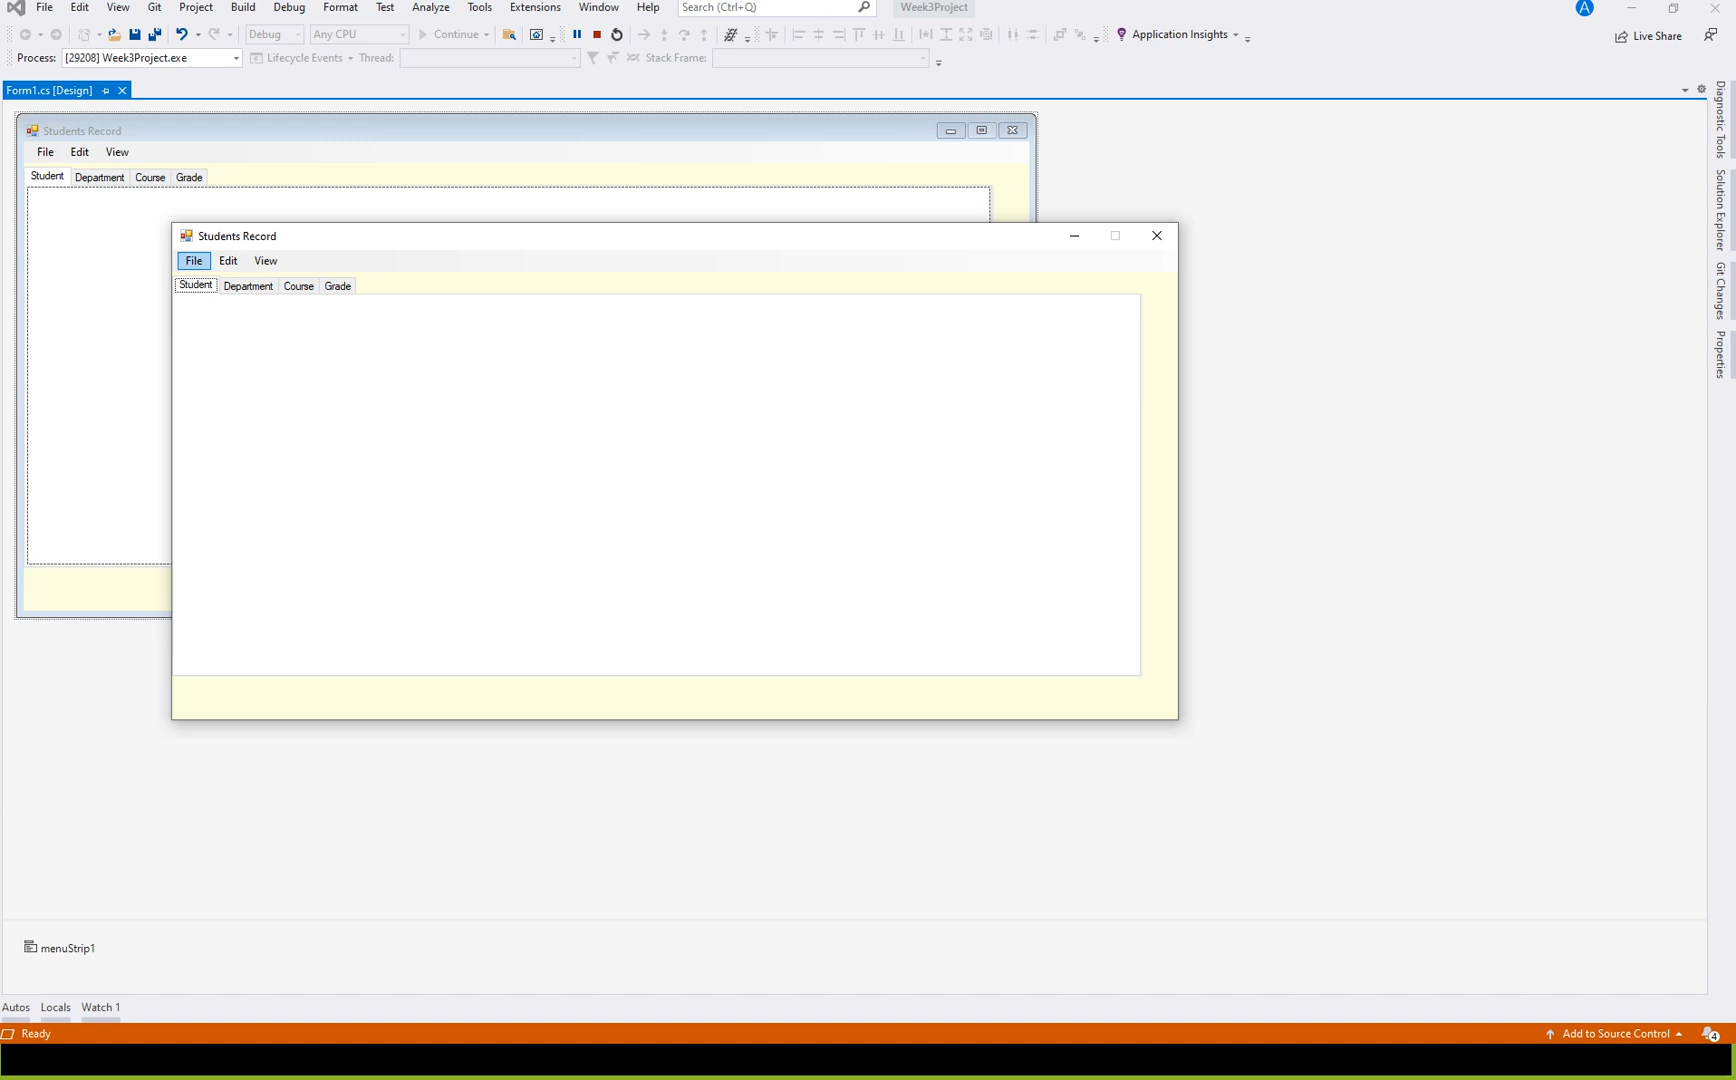 File Edit View Git Project Build Debug Format Test Analyze Tools Extensions Window Help Search (Ctrl+Q) Week3Project A
Debug Any CPU Continue Application Insights Live Share
Process: [29208] Week3Project.exe Lifecycle Events Thread: Stack Frame:
Form1.cs [Design]
Students Record
File Edit View
Student Department Course Grade
Students Record
File Edit View
Student Department Course Grade
Diagnostic Tools
Solution Explorer
Git Changes
Properties
menuStrip1
Autos Locals Watch 1
Ready Add to Source Control 4